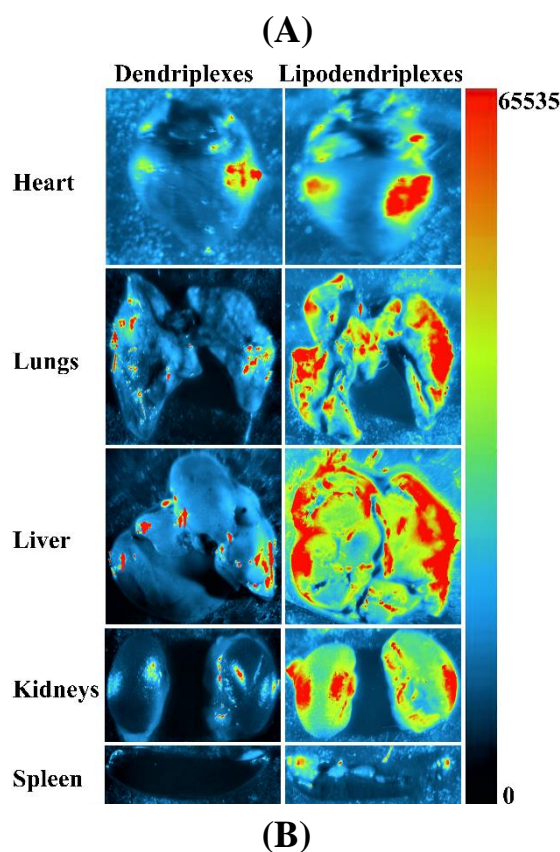 (A)
Dendriplexes Lipodendriplexes
65535
Heart
Lungs
Liver
Kidneys
Spleen
0
(B)